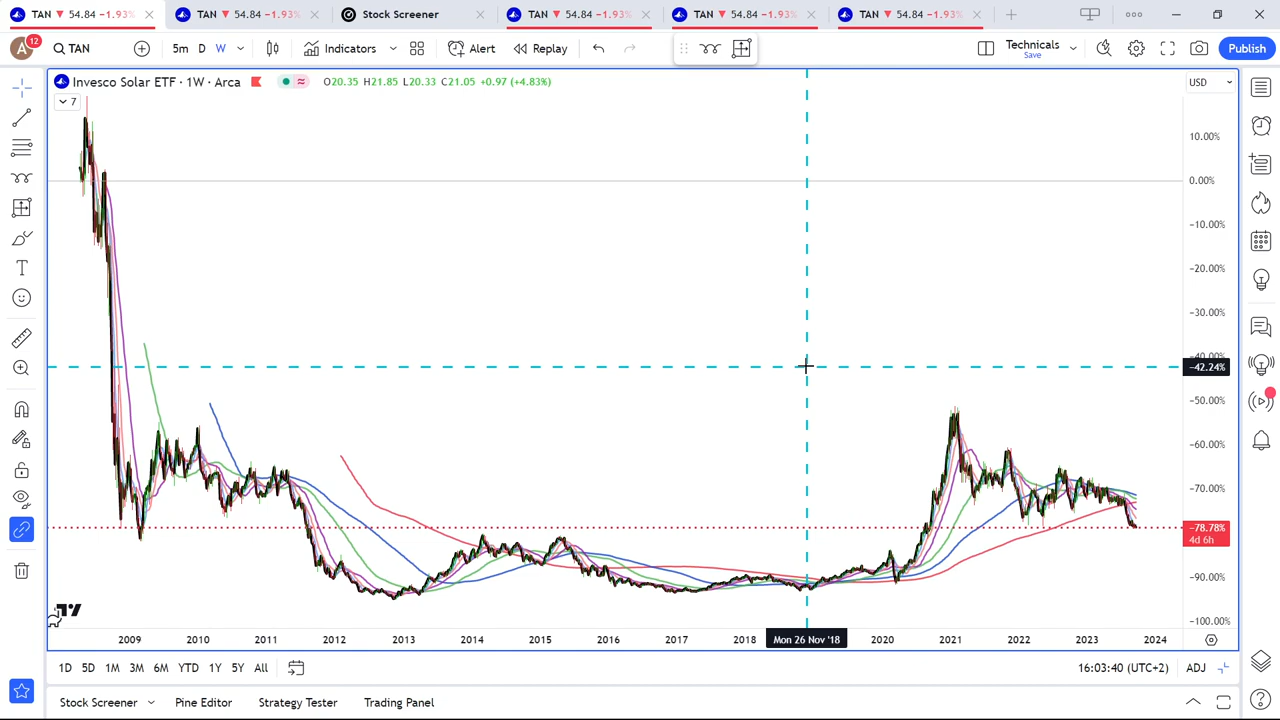 TAN ▼ 54.84 −1.93%
TAN ▼ 54.84 −1.93%
Stock Screener
TAN ▼ 54.84 −1.93%
TAN ▼ 54.84 −1.93%
TAN ▼ 54.84 −1.93%
A 12 TAN 5m D W Indicators Alert Replay Technicals Save Publish
Invesco Solar ETF · 1W · Arca O20.35 H21.85 L20.33 C21.05 +0.97 (+4.83%) USD
7
10.00%
0.00%
−10.00%
−20.00%
−30.00%
−40.00%
−42.24%
−50.00%
−60.00%
−70.00%
−78.78%
4d 6h
−90.00%
−100.00%
2009 2010 2011 2012 2013 2014 2015 2016 2017 2018 Mon 26 Nov '18 2020 2021 2022 2023 2024
1D 5D 1M 3M 6M YTD 1Y 5Y All 16:03:40 (UTC+2) ADJ
Stock Screener Pine Editor Strategy Tester Trading Panel